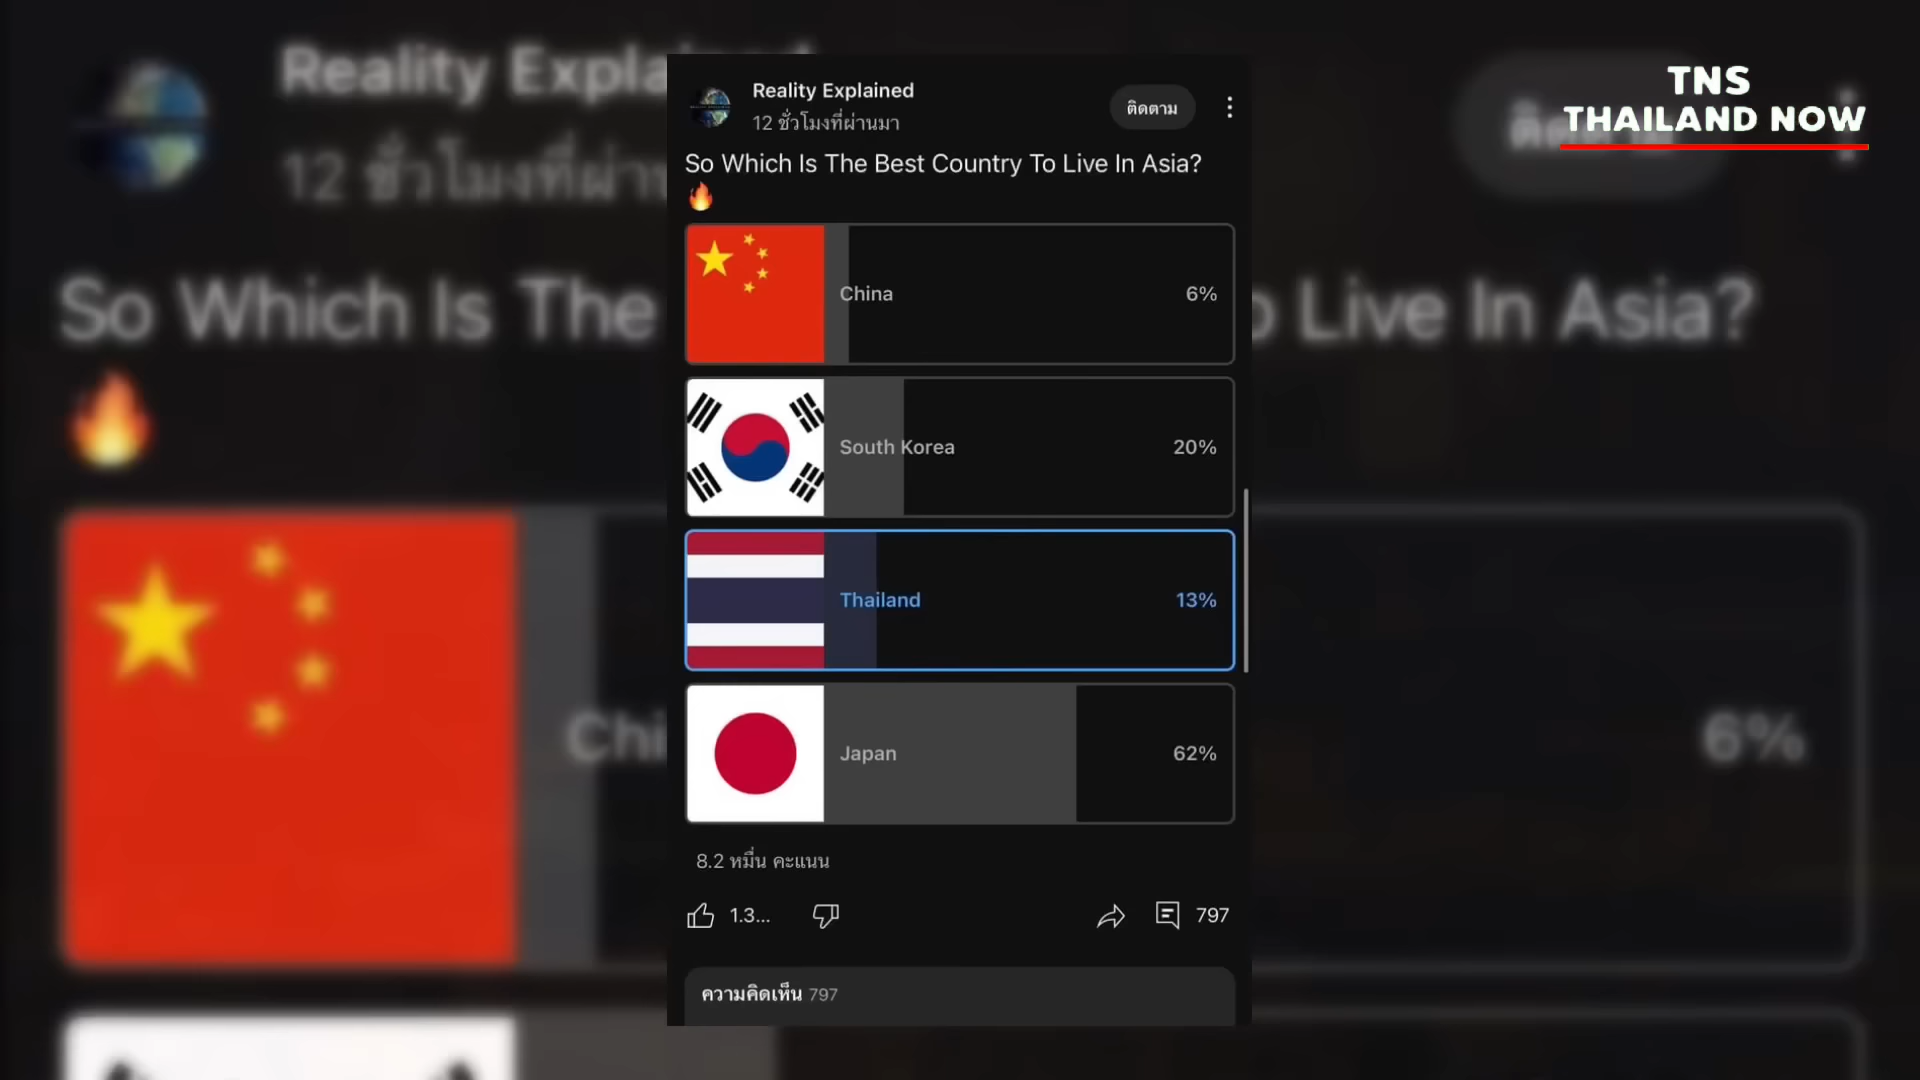 TNS
THAILAND NOW
Reality Explained
12 ชั่วโมงที่ผ่านมา
ติดตาม
So Which Is The Best Country To Live In Asia?
🔥
China 6%
South Korea 20%
Thailand 13%
Japan 62%
8.2 หมื่น คะแนน
1.3... 797
ความคิดเห็น 797